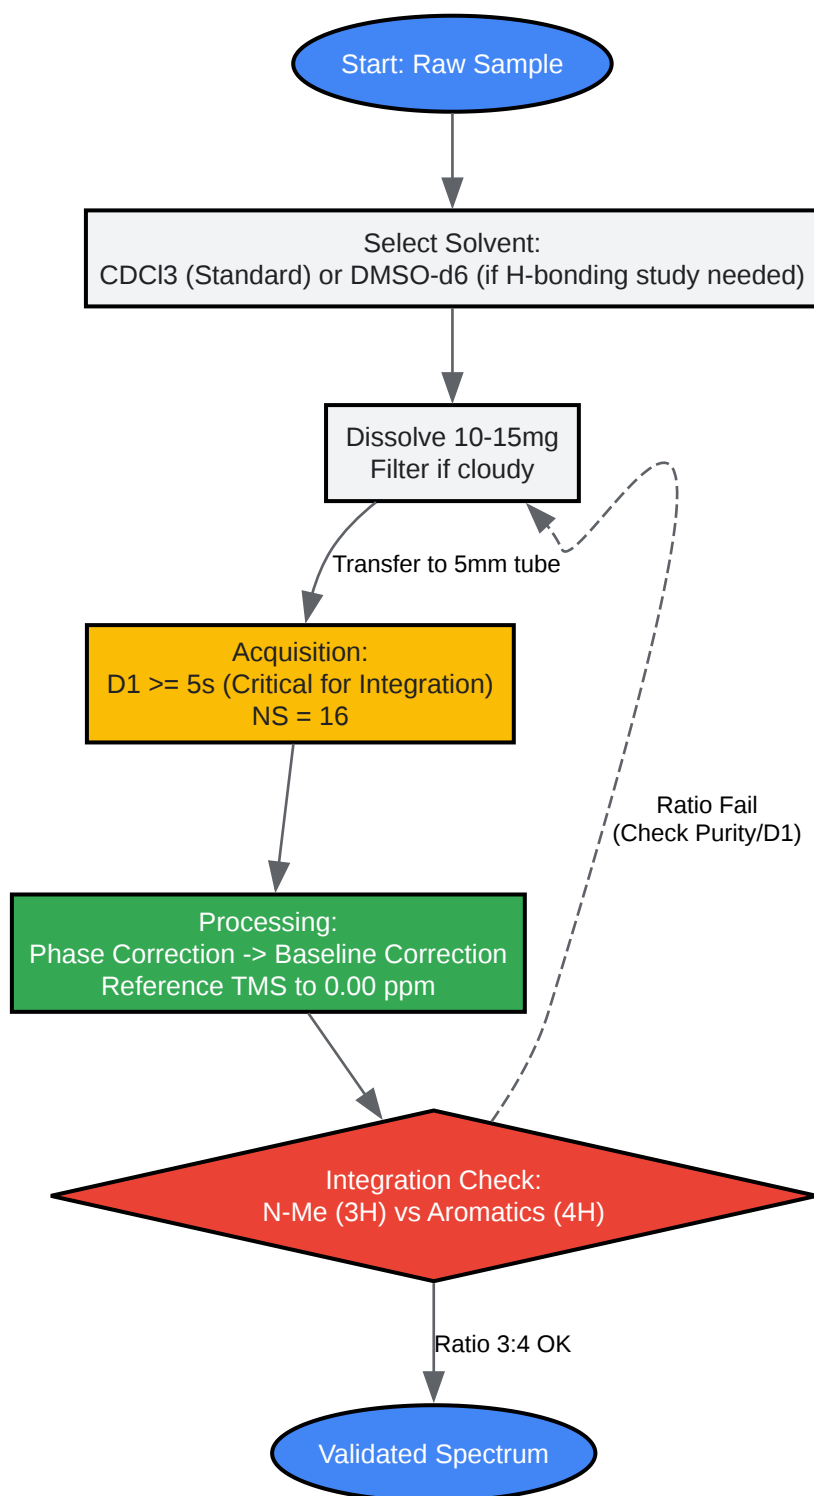 Start: Raw Sample
Select Solvent:
CDCl3 (Standard) or DMSO-d6 (if H-bonding study needed)
Dissolve 10-15mg
Filter if cloudy
Transfer to 5mm tube
Acquisition:
D1 >= 5s (Critical for Integration)
NS = 16
Ratio Fail
(Check Purity/D1)
Processing:
Phase Correction -> Baseline Correction
Reference TMS to 0.00 ppm
Integration Check:
N-Me (3H) vs Aromatics (4H)
Ratio 3:4 OK
Validated Spectrum